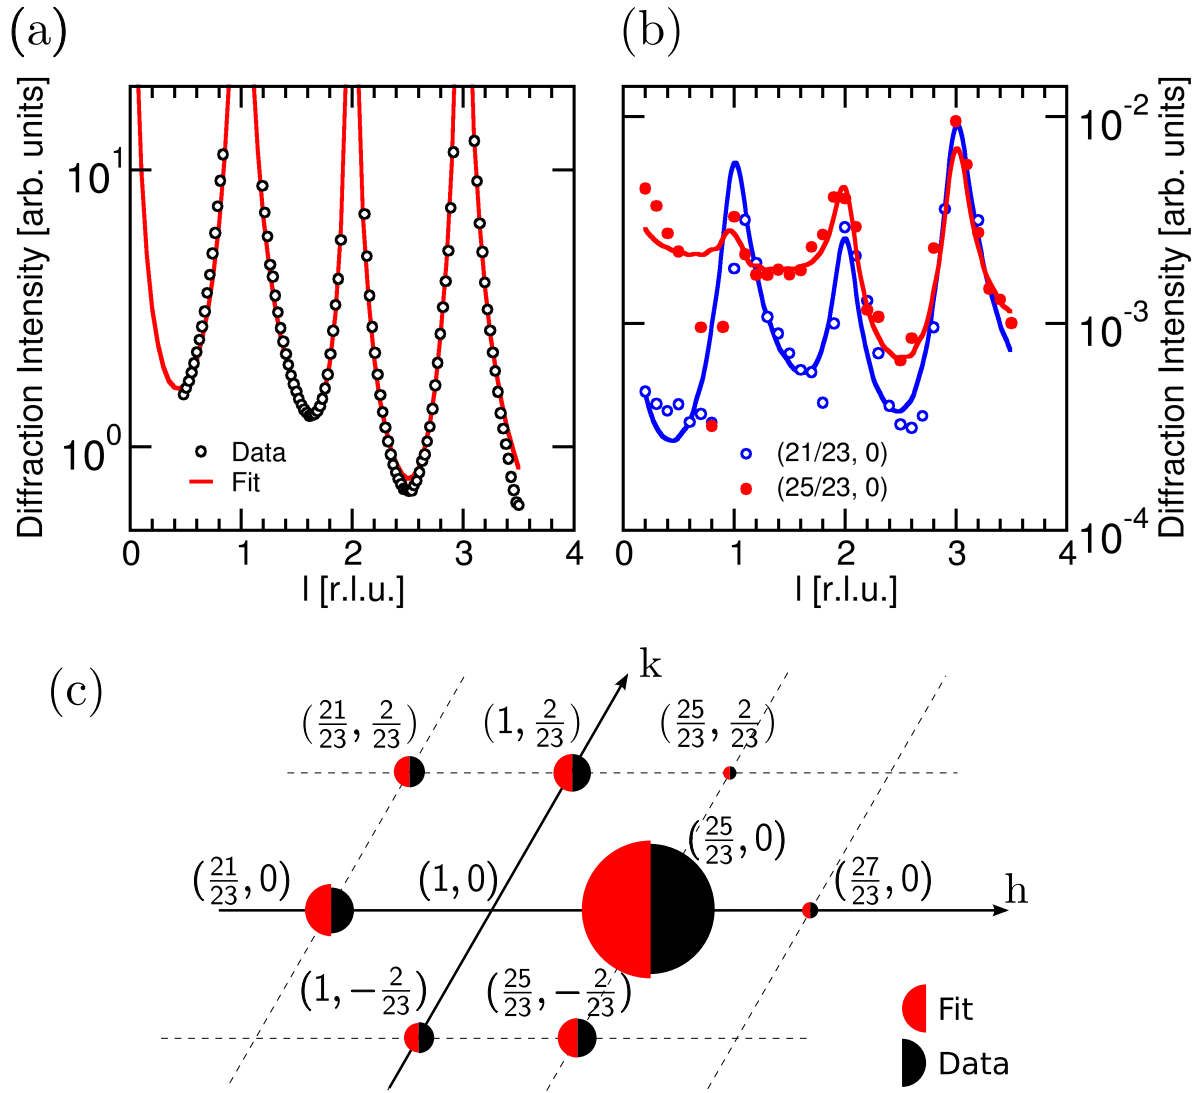 (a)
Diffraction Intensity [arb. units]
10^1
10^0
Data
Fit
0 1 2 3 4
l [r.l.u.]
(b)
10^-2
10^-3
10^-4
Diffraction Intensity [arb. units]
(21/23, 0)
(25/23, 0)
0 1 2 3 4
l [r.l.u.]
(c)
k
(21/23, 2/23) (1, 2/23) (25/23, 2/23)
(25/23, 0)
(21/23, 0) (1, 0) (27/23, 0)
h
(1, −2/23) (25/23, −2/23)
Fit
Data